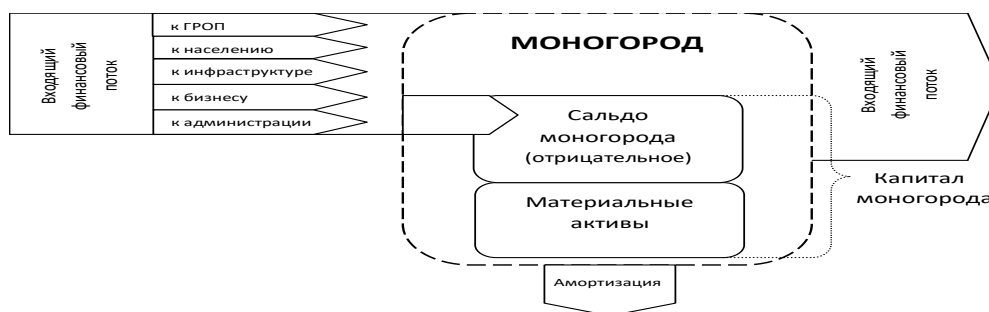 Входящий
финансовый
поток
к ГРОП
к населению
к инфраструктуре
к бизнесу
к администрации
МОНОГОРОД
Сальдо
моногорода
(отрицательное)
Материальные
активы
Амортизация
Входящий
финансовый
поток
Капитал
моногорода